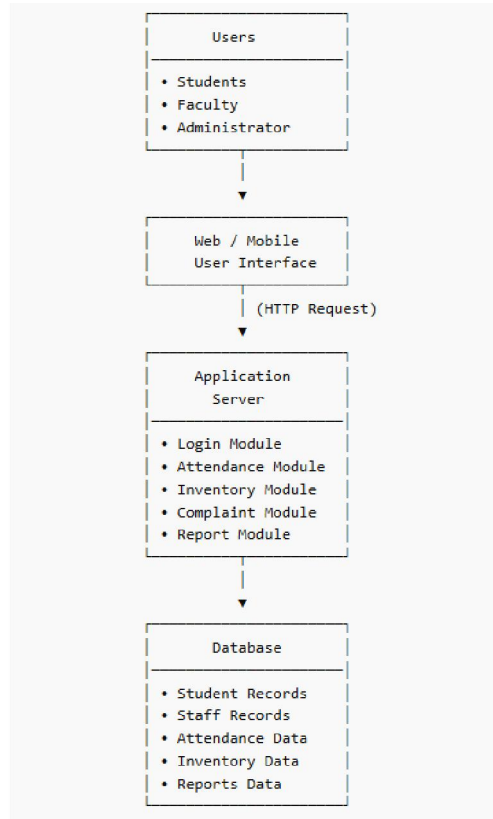 Users
• Students
• Faculty
• Administrator
Web / Mobile
User Interface
(HTTP Request)
Application
Server
• Login Module
• Attendance Module
• Inventory Module
• Complaint Module
• Report Module
Database
• Student Records
• Staff Records
• Attendance Data
• Inventory Data
• Reports Data